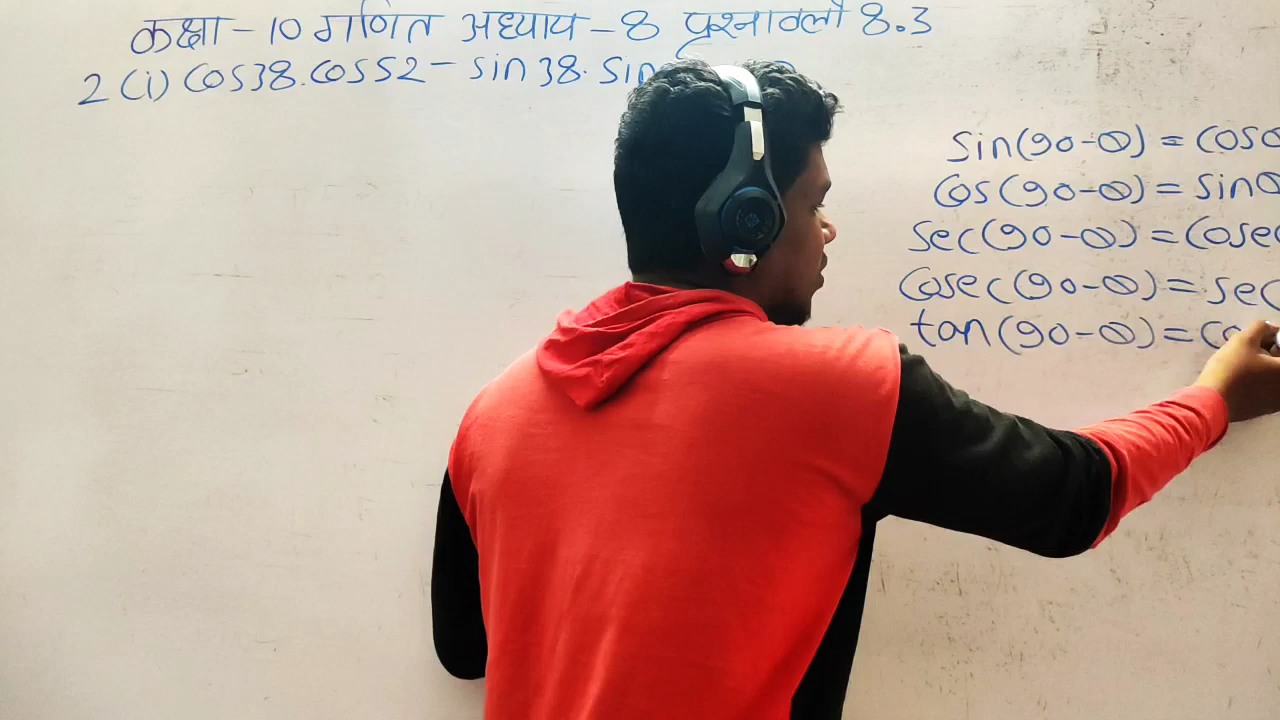 कक्षा - 10 गणित अध्याय - 8 प्रश्नावली 8.3
2 (i) Cos38.Cos52 - sin 38. Sin
Sin(90-θ) = Cosθ
Cos(90-θ) = sinθ
Sec(90-θ) = Cosec
Cosec(90-θ) = sec
tan(90-θ) = Co